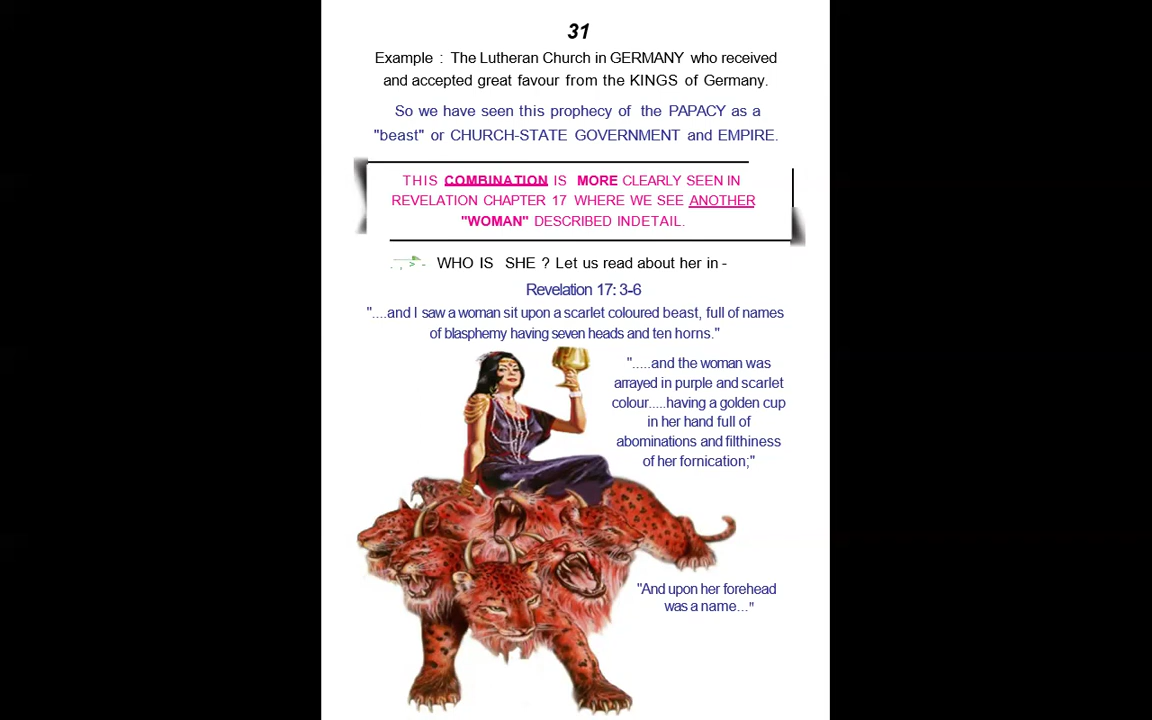 31
Example : The Lutheran Church in GERMANY who received
and accepted great favour from the KINGS of Germany.
So we have seen this prophecy of the PAPACY as a
"beast" or CHURCH-STATE GOVERNMENT and EMPIRE.
THIS COMBINATION IS MORE CLEARLY SEEN IN
REVELATION CHAPTER 17 WHERE WE SEE ANOTHER
"WOMAN" DESCRIBED INDETAIL.
WHO IS SHE ? Let us read about her in -
Revelation 17: 3-6
"....and I saw a woman sit upon a scarlet coloured beast, full of names
of blasphemy having seven heads and ten horns."
".....and the woman was
arrayed in purple and scarlet
colour.....having a golden cup
in her hand full of
abominations and filthiness
of her fornication;"
"And upon her forehead
was a name..."